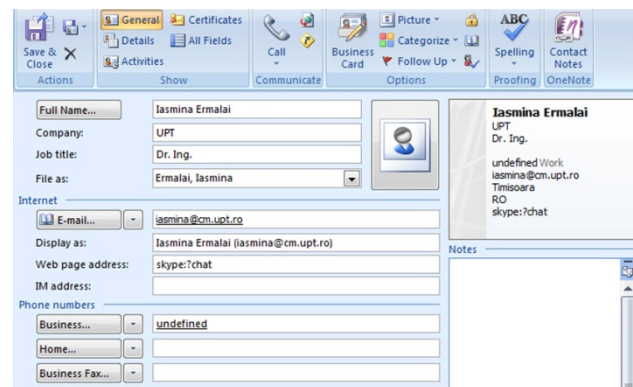 General
Certificates
Picture
ABC
Details
All Fields
Categorize
Save & Close
Activities
Call
Business Card
Follow Up
Spelling
Contact Notes
Actions
Show
Communicate
Options
Proofing
OneNote
Full Name...
Iasmina Ermalai
Company:
UPT
Job title:
Dr. Ing.
File as:
Ermalai, Iasmina
Internet
E-mail...
iasmina@cm.upt.ro
Display as:
Iasmina Ermalai (iasmina@cm.upt.ro)
Web page address:
skype:?chat
IM address:
Phone numbers
Business...
undefined
Home...
Business Fax...
Iasmina Ermalai
UPT
Dr. Ing.
undefined Work
iasmina@cm.upt.ro
Timisoara
RO
skype:?chat
Notes